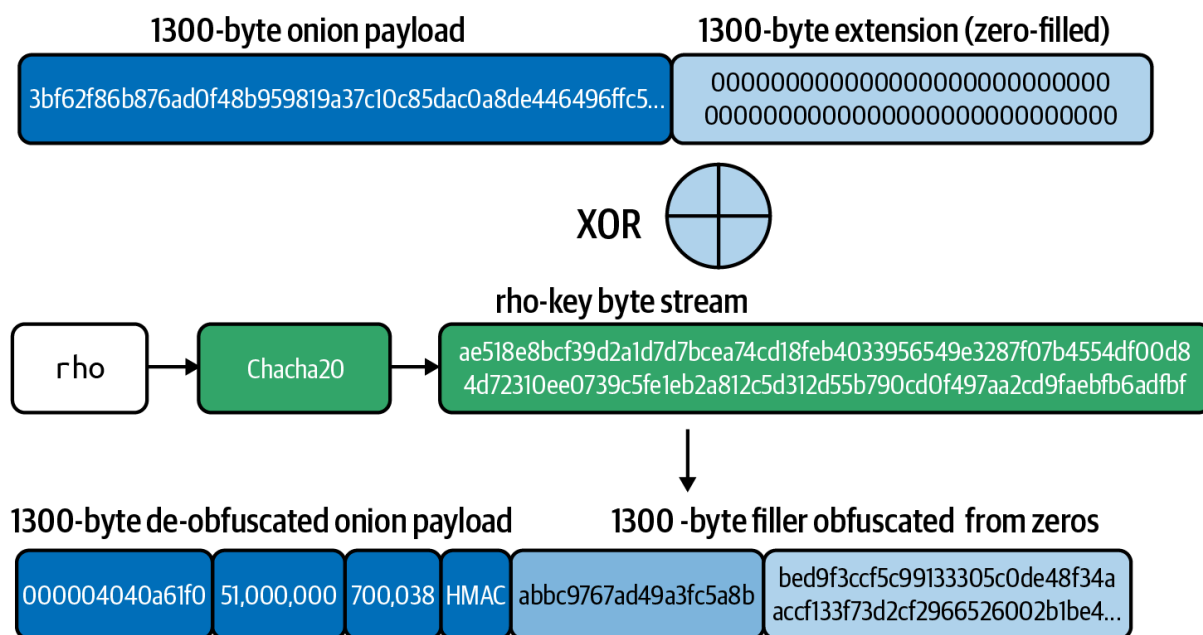 1300-byte onion payload
1300-byte extension (zero-filled)
3bf62f86b876ad0f48b959819a37c10c85dac0a8de446496ffc5...
00000000000000000000000000
00000000000000000000000000
XOR
rho-key byte stream
rho
Chacha20
ae518e8bcf39d2a1d7d7bcea74cd18feb4033956549e3287f07b4554df00d8
4d72310ee0739c5fe1eb2a812c5d312d55b790cd0f497aa2cd9faebfb6adfbf
1300-byte de-obfuscated onion payload
1300 -byte filler obfuscated from zeros
000004040a61f0
51,000,000
700,038
HMAC
abbc9767ad49a3fc5a8b
bed9f3ccf5c99133305c0de48f34a
accf133f73d2cf2966526002b1be4...